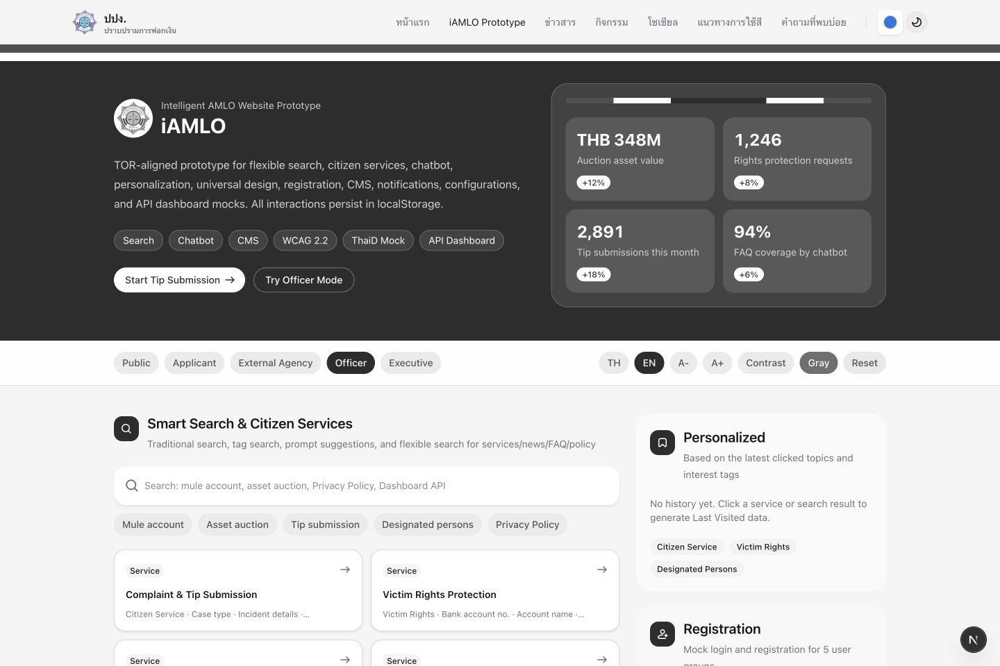 ปปง.
ปราบปรามการฟอกเงิน
หน้าแรก
iAMLO Prototype
ข่าวสาร
กิจกรรม
โซเชียล
แนวทางการใช้สี
คำถามที่พบบ่อย
Intelligent AMLO Website Prototype
iAMLO
TOR-aligned prototype for flexible search, citizen services, chatbot,
personalization, universal design, registration, CMS, notifications, configurations,
and API dashboard mocks. All interactions persist in localStorage.
Search
Chatbot
CMS
WCAG 2.2
ThaiD Mock
API Dashboard
Start Tip Submission →
Try Officer Mode
THB 348M
Auction asset value
+12%
1,246
Rights protection requests
+8%
2,891
Tip submissions this month
+18%
94%
FAQ coverage by chatbot
+6%
Public
Applicant
External Agency
Officer
Executive
TH
EN
A-
A+
Contrast
Gray
Reset
Smart Search & Citizen Services
Traditional search, tag search, prompt suggestions, and flexible search for services/news/FAQ/policy
Search: mule account, asset auction, Privacy Policy, Dashboard API
Mule account
Asset auction
Tip submission
Designated persons
Privacy Policy
Service
Complaint & Tip Submission
Citizen Service · Case type · Incident details ·...
Service
Victim Rights Protection
Victim Rights · Bank account no. · Account name ·...
Service
Service
Personalized
Based on the latest clicked topics and
interest tags
No history yet. Click a service or search result to
generate Last Visited data.
Citizen Service
Victim Rights
Designated Persons
Registration
Mock login and registration for 5 user
groups
N